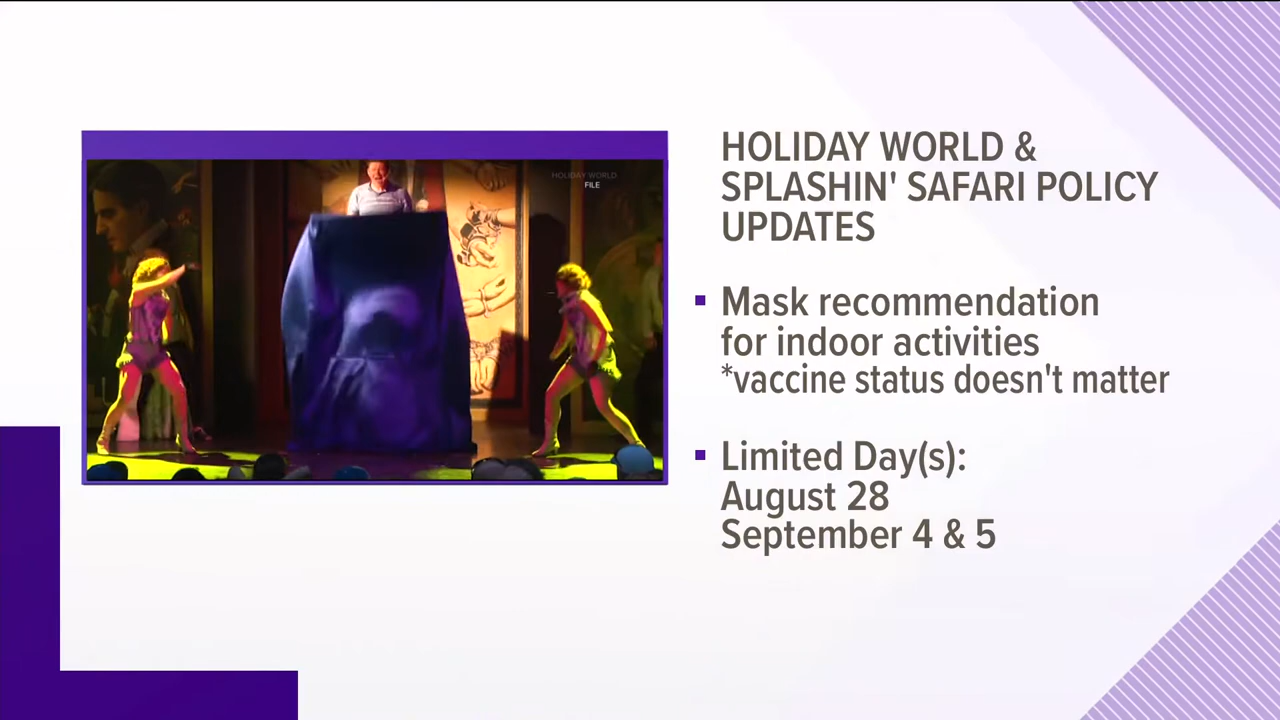 HOLIDAY WORLD
FILE
HOLIDAY WORLD &
SPLASHIN' SAFARI POLICY
UPDATES
Mask recommendation
for indoor activities
*vaccine status doesn't matter
Limited Day(s):
August 28
September 4 & 5